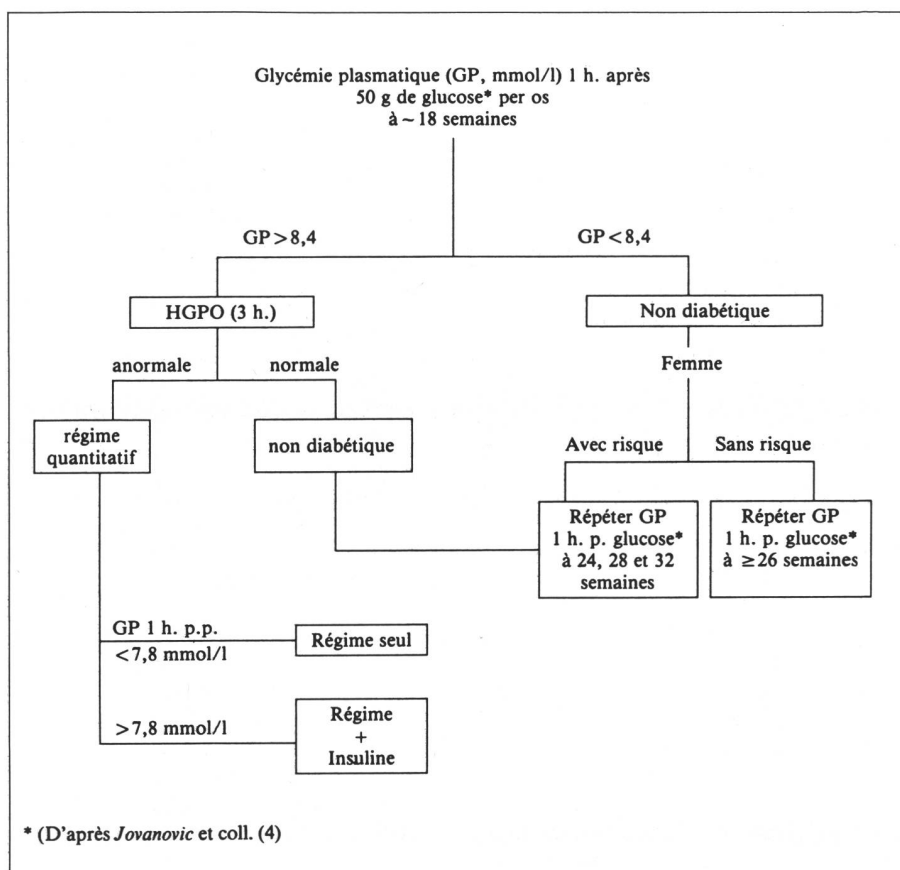 Glycémie plasmatique (GP, mmol/l) 1 h. après
50 g de glucose* per os
à ~ 18 semaines
GP>8,4
GP<8,4
HGPO (3 h.)
Non diabétique
anormale
normale
Femme
régime
quantitatif
non diabétique
Avec risque
Sans risque
Répéter GP
1 h. p. glucose*
à 24, 28 et 32
semaines
Répéter GP
1 h. p. glucose*
à ≥26 semaines
GP 1 h. p.p.
<7,8 mmol/l
Régime seul
>7,8 mmol/l
Régime
+
Insuline
* (D'après Jovanovic et coll. (4)